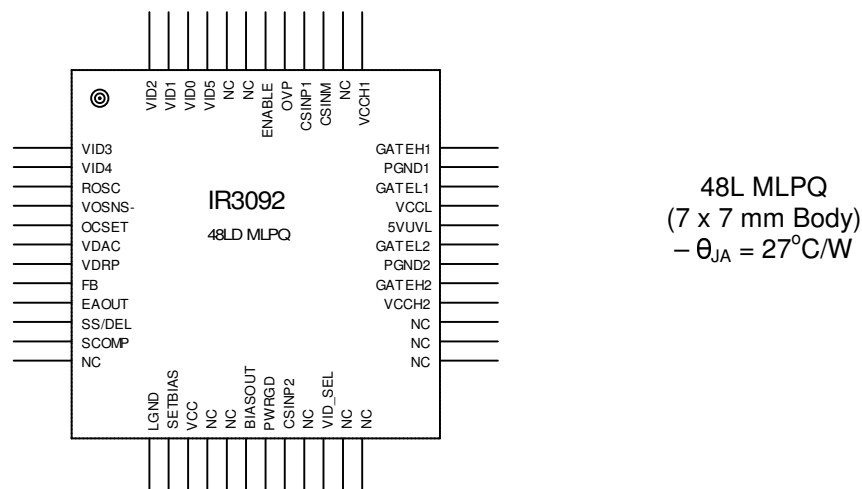 VID2
VID1
VID0
VID5
NC
NC
ENABLE
OVP
CSINP1
CSINM
NC
VCCH1
VID3
VID4
ROSC
VOSNS-
OCSET
VDAC
VDRP
FB
EAOUT
SS/DEL
SCOMP
NC
IR3092
48LD MLPQ
GATEH1
PGND1
GATEL1
VCCL
5VUVL
GATEL2
PGND2
GATEH2
VCCH2
NC
NC
NC
LGND
SETBIAS
VCC
NC
NC
BIASOUT
PWRGD
CSINP2
NC
VID_SEL
NC
NC
48L MLPQ
(7 x 7 mm Body)
– θJA = 27°C/W